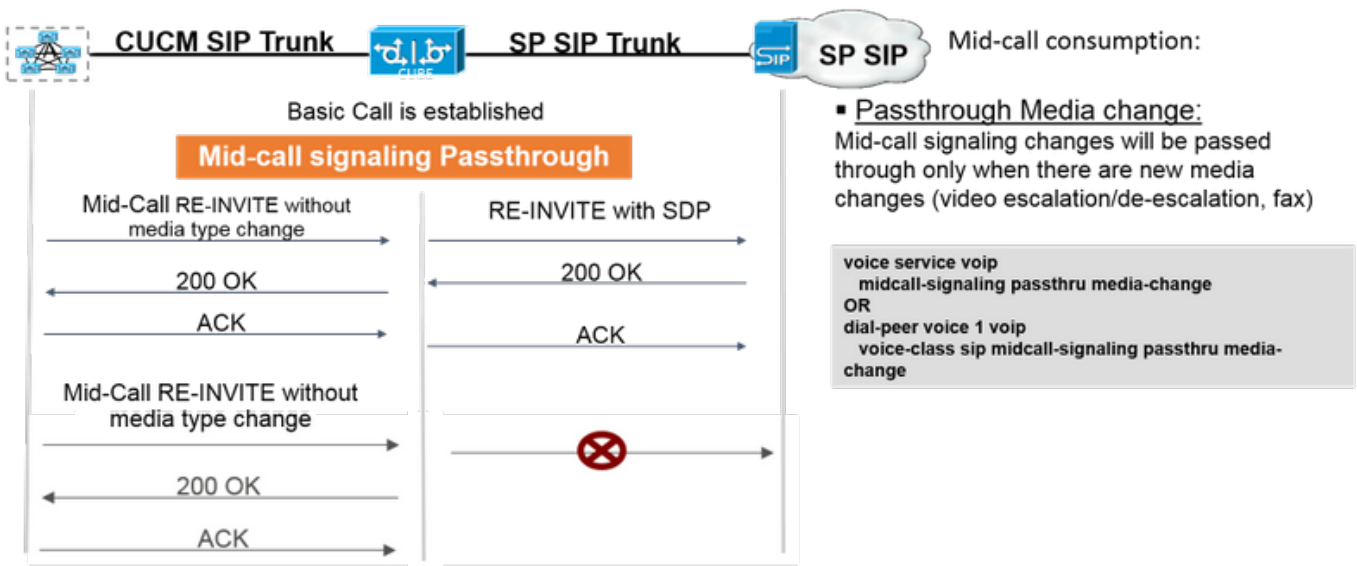 CUCM SIP Trunk
SP SIP Trunk
CUBE
SIP
SP SIP
Mid-call consumption:
Basic Call is established
Mid-call signaling Passthrough
Mid-Call RE-INVITE without
media type change
RE-INVITE with SDP
200 OK
200 OK
ACK
ACK
Mid-Call RE-INVITE without
media type change
200 OK
ACK
▪ Passthrough Media change:
Mid-call signaling changes will be passed
through only when there are new media
changes (video escalation/de-escalation, fax)
voice service voip
midcall-signaling passthru media-change
OR
dial-peer voice 1 voip
voice-class sip midcall-signaling passthru media-
change